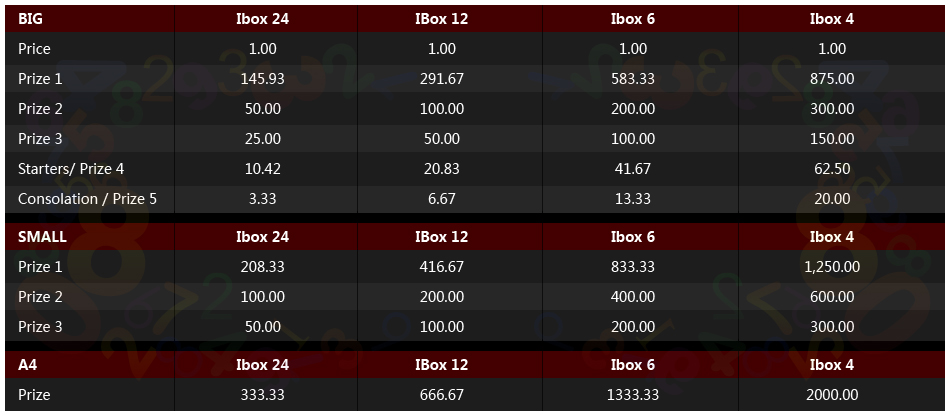 BIG Ibox 24 IBox 12 Ibox 6 Ibox 4
Price 1.00 1.00 1.00 1.00
Prize 1 145.93 291.67 583.33 875.00
Prize 2 50.00 100.00 200.00 300.00
Prize 3 25.00 50.00 100.00 150.00
Starters/ Prize 4 10.42 20.83 41.67 62.50
Consolation / Prize 5 3.33 6.67 13.33 20.00
SMALL Ibox 24 IBox 12 Ibox 6 Ibox 4
Prize 1 208.33 416.67 833.33 1,250.00
Prize 2 100.00 200.00 400.00 600.00
Prize 3 50.00 100.00 200.00 300.00
A4 Ibox 24 IBox 12 Ibox 6 Ibox 4
Prize 333.33 666.67 1333.33 2000.00